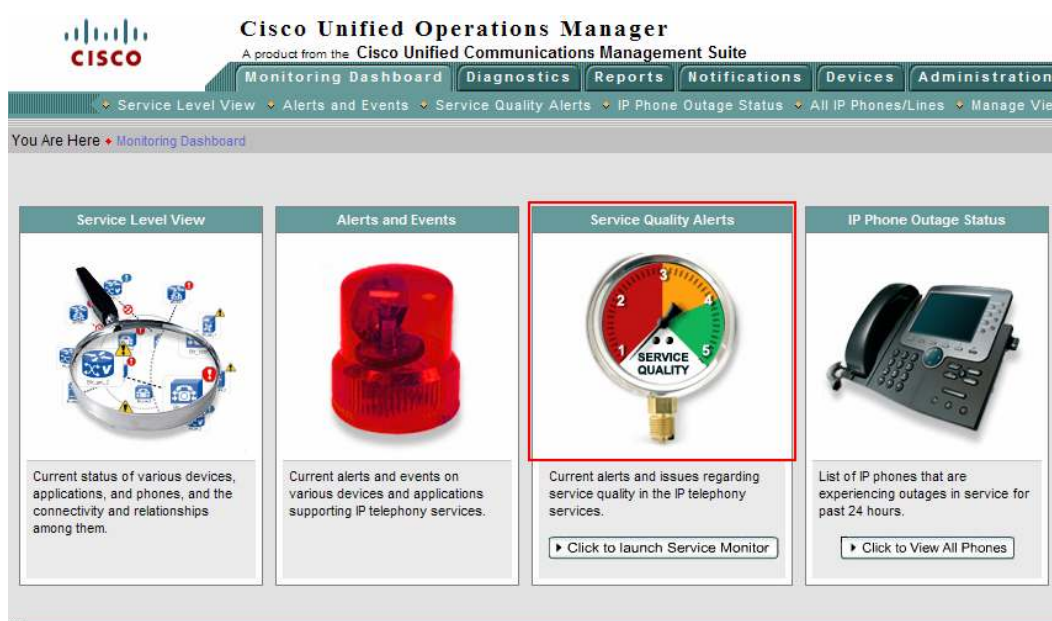 CISCO
Cisco Unified Operations Manager
A product from the Cisco Unified Communications Management Suite
Monitoring Dashboard Diagnostics Reports Notifications Devices Administration
Service Level View Alerts and Events Service Quality Alerts IP Phone Outage Status All IP Phones/Lines Manage Vie
You Are Here Monitoring Dashboard
Service Level View
Current status of various devices,
applications, and phones, and the
connectivity and relationships
among them.
Alerts and Events
Current alerts and events on
various devices and applications
supporting IP telephony services.
Service Quality Alerts
1 2 3 4 5
SERVICE
QUALITY
Current alerts and issues regarding
service quality in the IP telephony
services.
Click to launch Service Monitor
IP Phone Outage Status
List of IP phones that are
experiencing outages in service for
past 24 hours.
Click to View All Phones